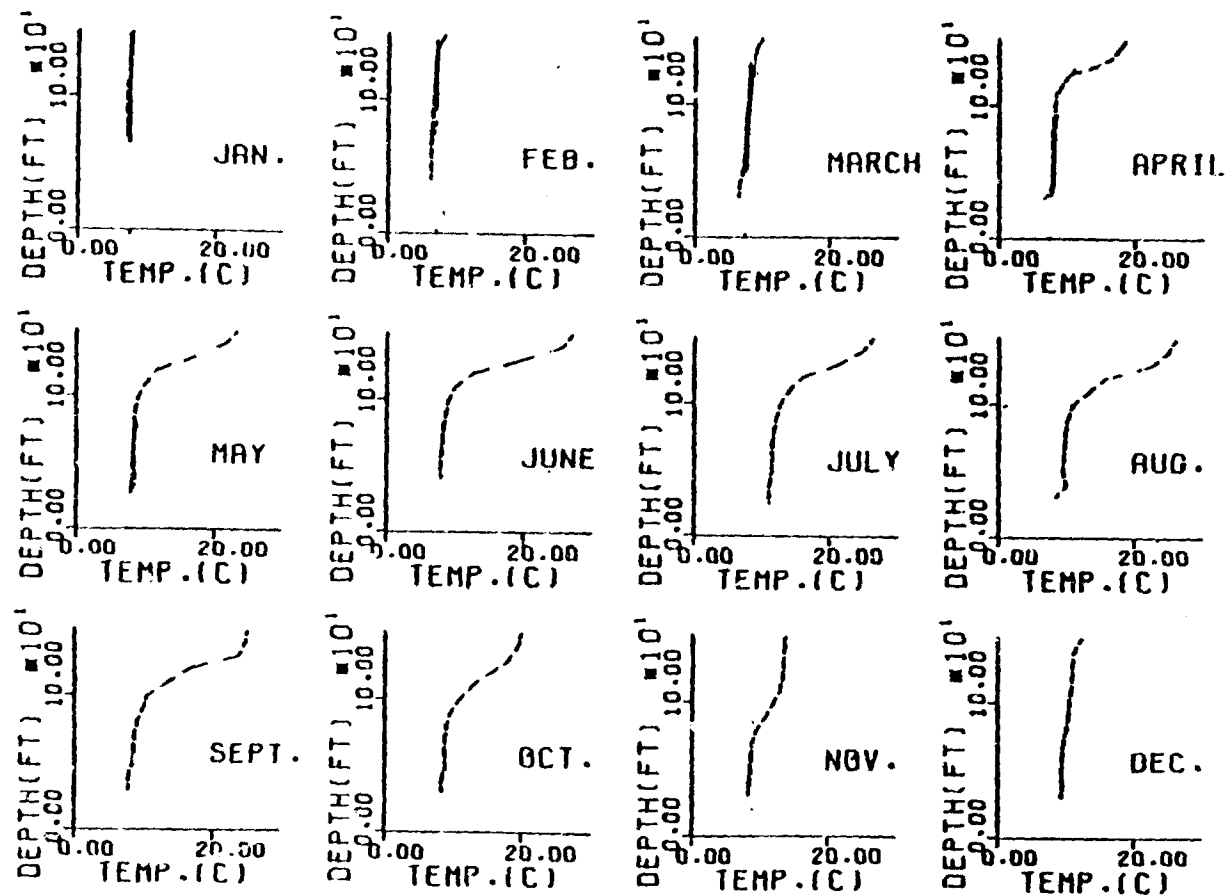 DEPTH(FT) *10¹
10.00
0.00
JAN.
0.00 20.00
TEMP.(C)
DEPTH(FT) *10¹
10.00
0.00
FEB.
0.00 20.00
TEMP.(C)
DEPTH(FT) *10¹
10.00
0.00
MARCH
0.00 20.00
TEMP.(C)
DEPTH(FT) *10¹
10.00
0.00
APRIL
0.00 20.00
TEMP.(C)
DEPTH(FT) *10¹
10.00
0.00
MAY
0.00 20.00
TEMP.(C)
DEPTH(FT) *10¹
10.00
0.00
JUNE
0.00 20.00
TEMP.(C)
DEPTH(FT) *10¹
10.00
0.00
JULY
0.00 20.00
TEMP.(C)
DEPTH(FT) *10¹
10.00
0.00
AUG.
0.00 20.00
TEMP.(C)
DEPTH(FT) *10¹
10.00
0.00
SEPT.
0.00 20.00
TEMP.(C)
DEPTH(FT) *10¹
10.00
0.00
OCT.
0.00 20.00
TEMP.(C)
DEPTH(FT) *10¹
10.00
0.00
NOV.
0.00 20.00
TEMP.(C)
DEPTH(FT) *10¹
10.00
0.00
DEC.
0.00 20.00
TEMP.(C)